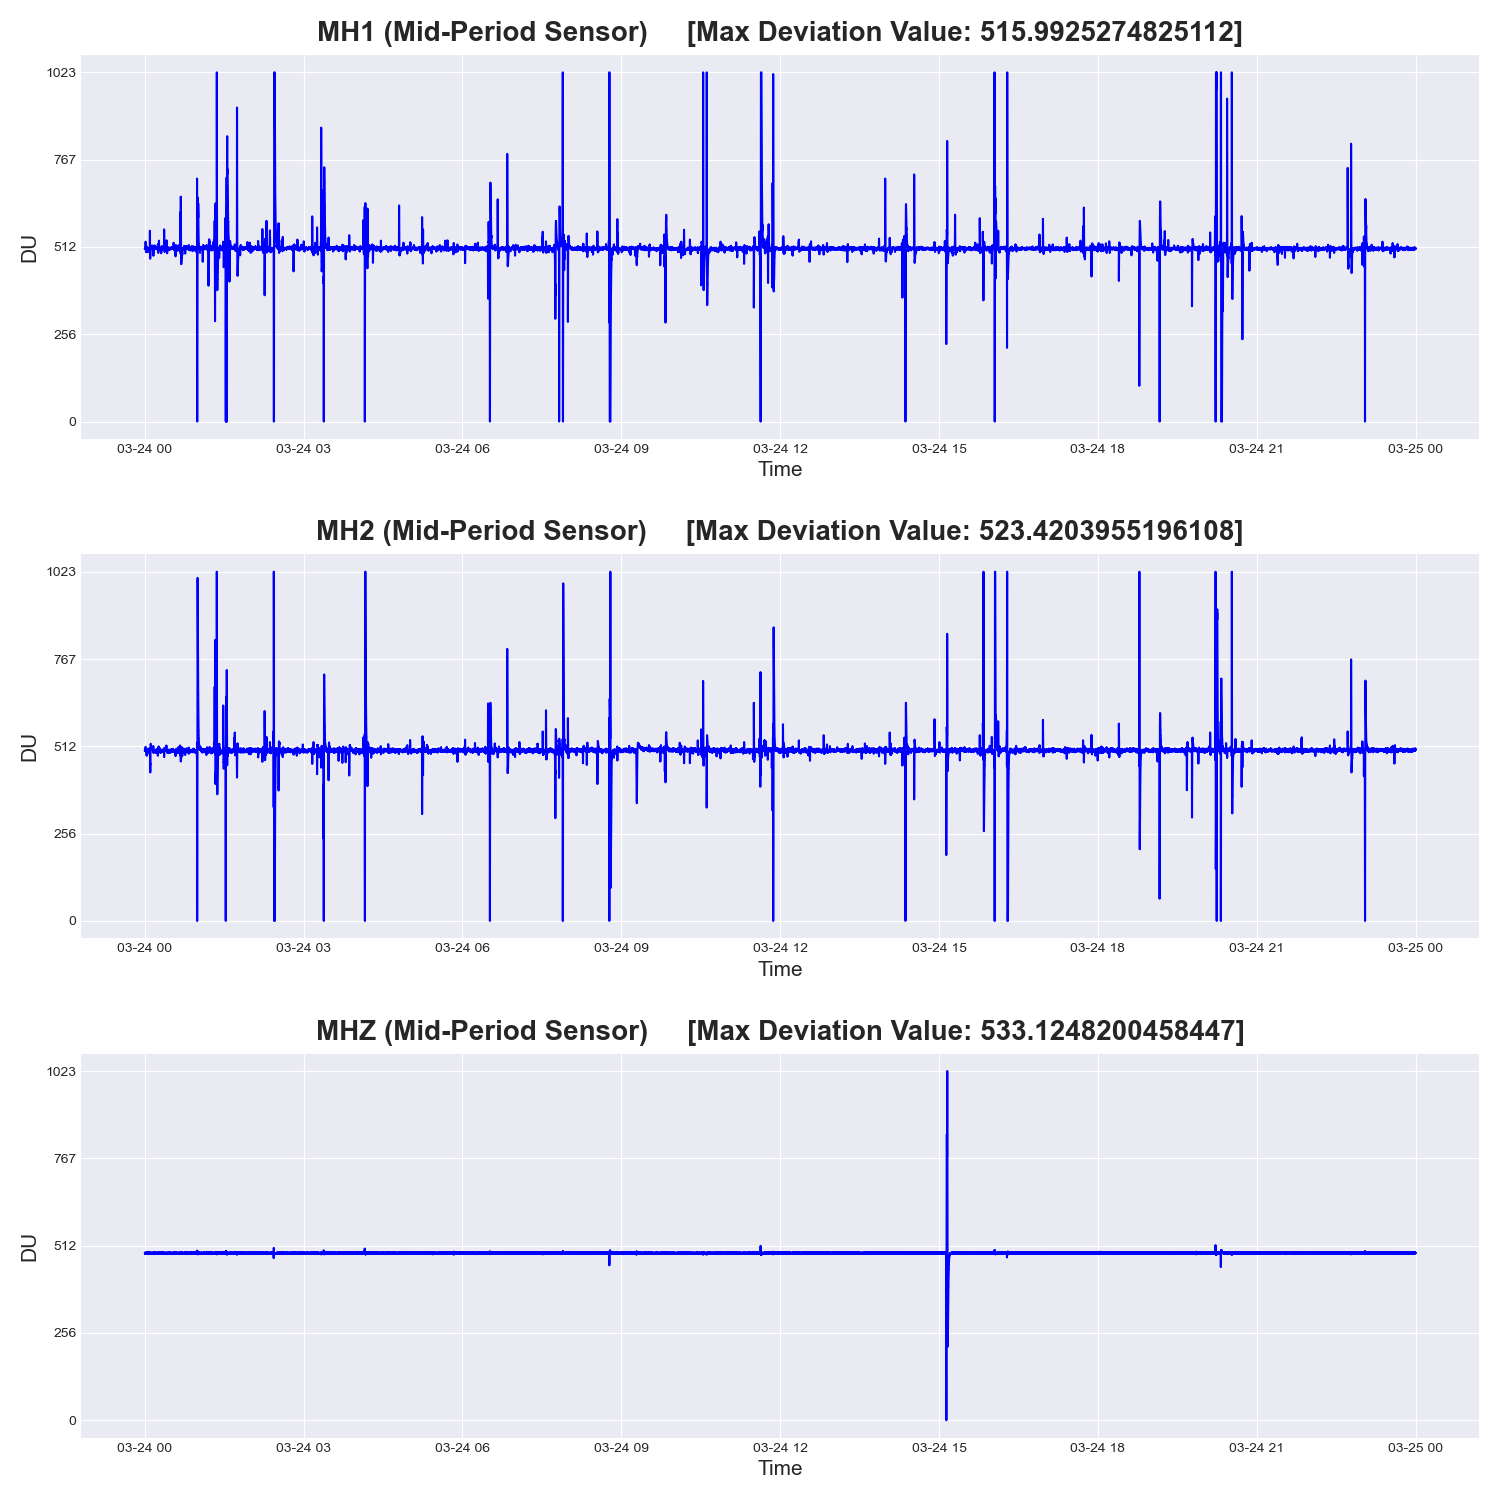 MH1 (Mid-Period Sensor) [Max Deviation Value: 515.9925274825112]
1023
767
512
256
0
DU
03-24 00 03-24 03 03-24 06 03-24 09 03-24 12 03-24 15 03-24 18 03-24 21 03-25 00
Time
MH2 (Mid-Period Sensor) [Max Deviation Value: 523.4203955196108]
1023
767
512
256
0
DU
03-24 00 03-24 03 03-24 06 03-24 09 03-24 12 03-24 15 03-24 18 03-24 21 03-25 00
Time
MHZ (Mid-Period Sensor) [Max Deviation Value: 533.1248200458447]
1023
767
512
256
0
DU
03-24 00 03-24 03 03-24 06 03-24 09 03-24 12 03-24 15 03-24 18 03-24 21 03-25 00
Time